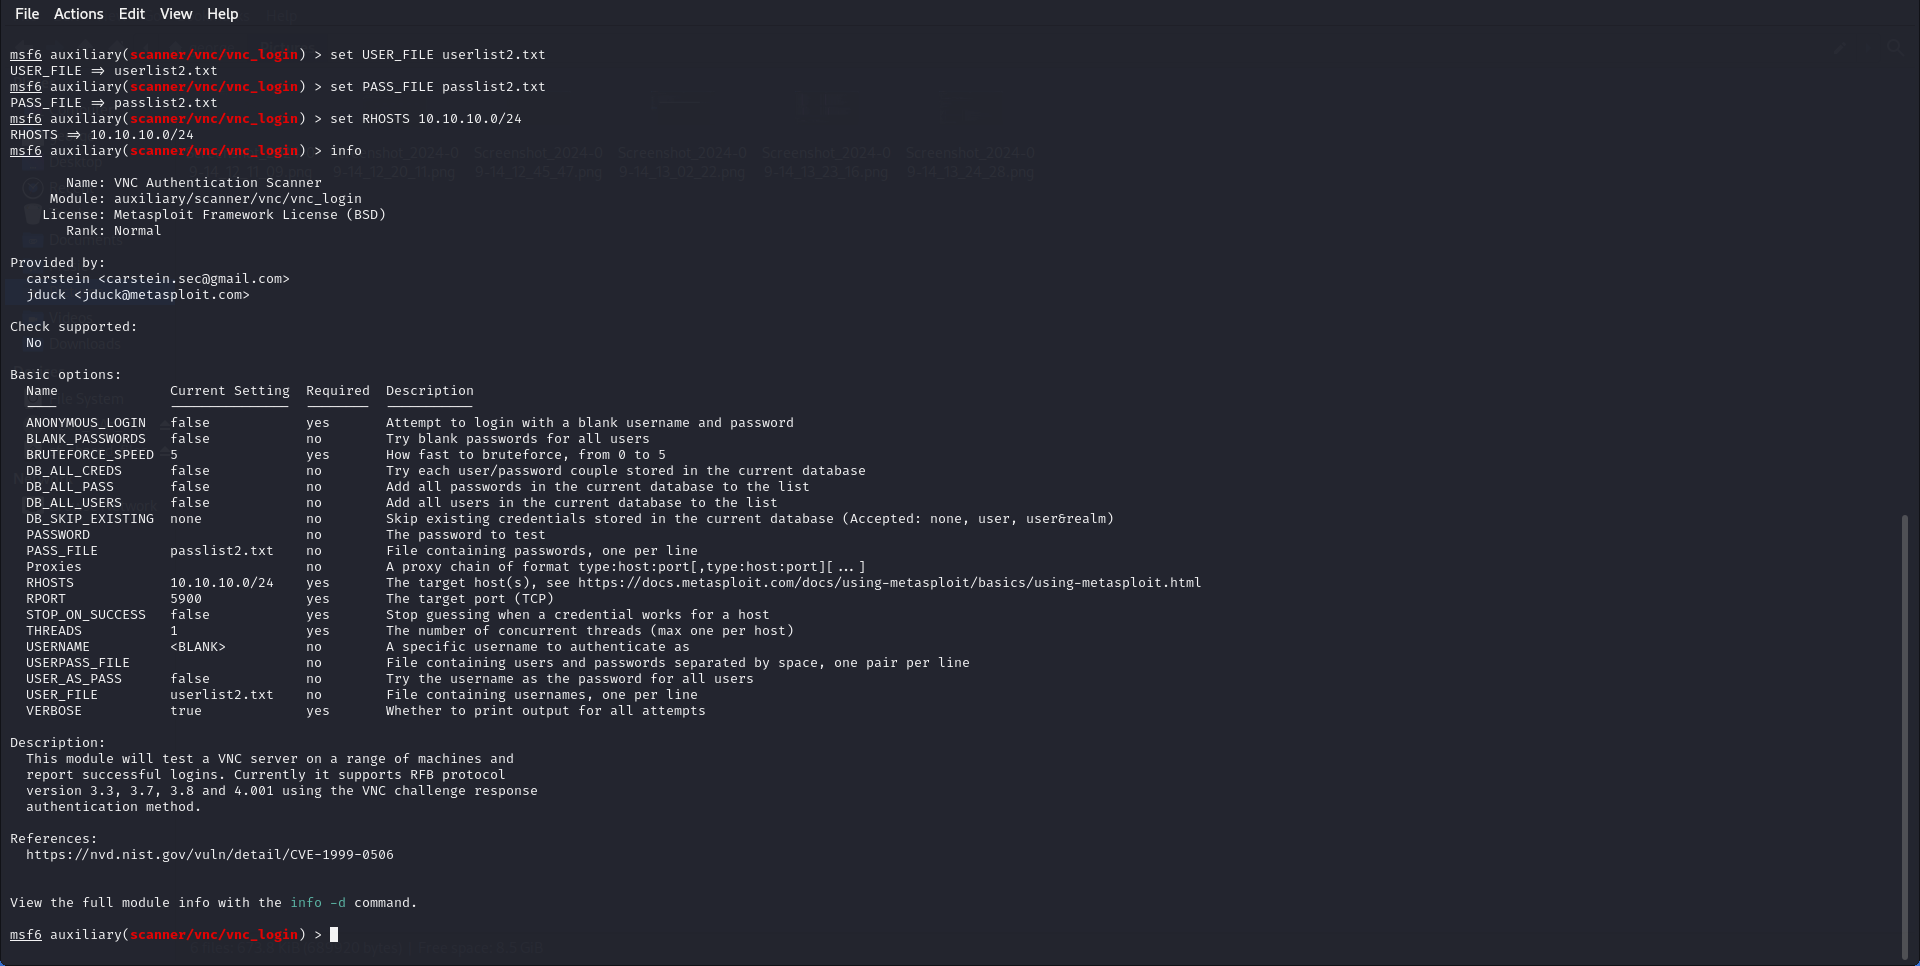 File Actions Edit View Help
msf6 auxiliary(scanner/vnc/vnc_login) > set USER_FILE userlist2.txt
USER_FILE => userlist2.txt
msf6 auxiliary(scanner/vnc/vnc_login) > set PASS_FILE passlist2.txt
PASS_FILE => passlist2.txt
msf6 auxiliary(scanner/vnc/vnc_login) > set RHOSTS 10.10.10.0/24
RHOSTS => 10.10.10.0/24
msf6 auxiliary(scanner/vnc/vnc_login) > info
Name: VNC Authentication Scanner
Module: auxiliary/scanner/vnc/vnc_login
License: Metasploit Framework License (BSD)
Rank: Normal
Provided by:
carstein <carstein.sec@gmail.com>
jduck <jduck@metasploit.com>
Check supported:
No
Basic options:
Name Current Setting Required Description
ANONYMOUS_LOGIN false yes Attempt to login with a blank username and password
BLANK_PASSWORDS false no Try blank passwords for all users
BRUTEFORCE_SPEED 5 yes How fast to bruteforce, from 0 to 5
DB_ALL_CREDS false no Try each user/password couple stored in the current database
DB_ALL_PASS false no Add all passwords in the current database to the list
DB_ALL_USERS false no Add all users in the current database to the list
DB_SKIP_EXISTING none no Skip existing credentials stored in the current database (Accepted: none, user, user&realm)
PASSWORD no The password to test
PASS_FILE passlist2.txt no File containing passwords, one per line
Proxies no A proxy chain of format type:host:port[,type:host:port][...]
RHOSTS 10.10.10.0/24 yes The target host(s), see https://docs.metasploit.com/docs/using-metasploit/basics/using-metasploit.html
RPORT 5900 yes The target port (TCP)
STOP_ON_SUCCESS false yes Stop guessing when a credential works for a host
THREADS 1 yes The number of concurrent threads (max one per host)
USERNAME <BLANK> no A specific username to authenticate as
USERPASS_FILE no File containing users and passwords separated by space, one pair per line
USER_AS_PASS false no Try the username as the password for all users
USER_FILE userlist2.txt no File containing usernames, one per line
VERBOSE true yes Whether to print output for all attempts
Description:
This module will test a VNC server on a range of machines and
report successful logins. Currently it supports RFB protocol
version 3.3, 3.7, 3.8 and 4.001 using the VNC challenge response
authentication method.
References:
https://nvd.nist.gov/vuln/detail/CVE-1999-0506
View the full module info with the info -d command.
msf6 auxiliary(scanner/vnc/vnc_login) >